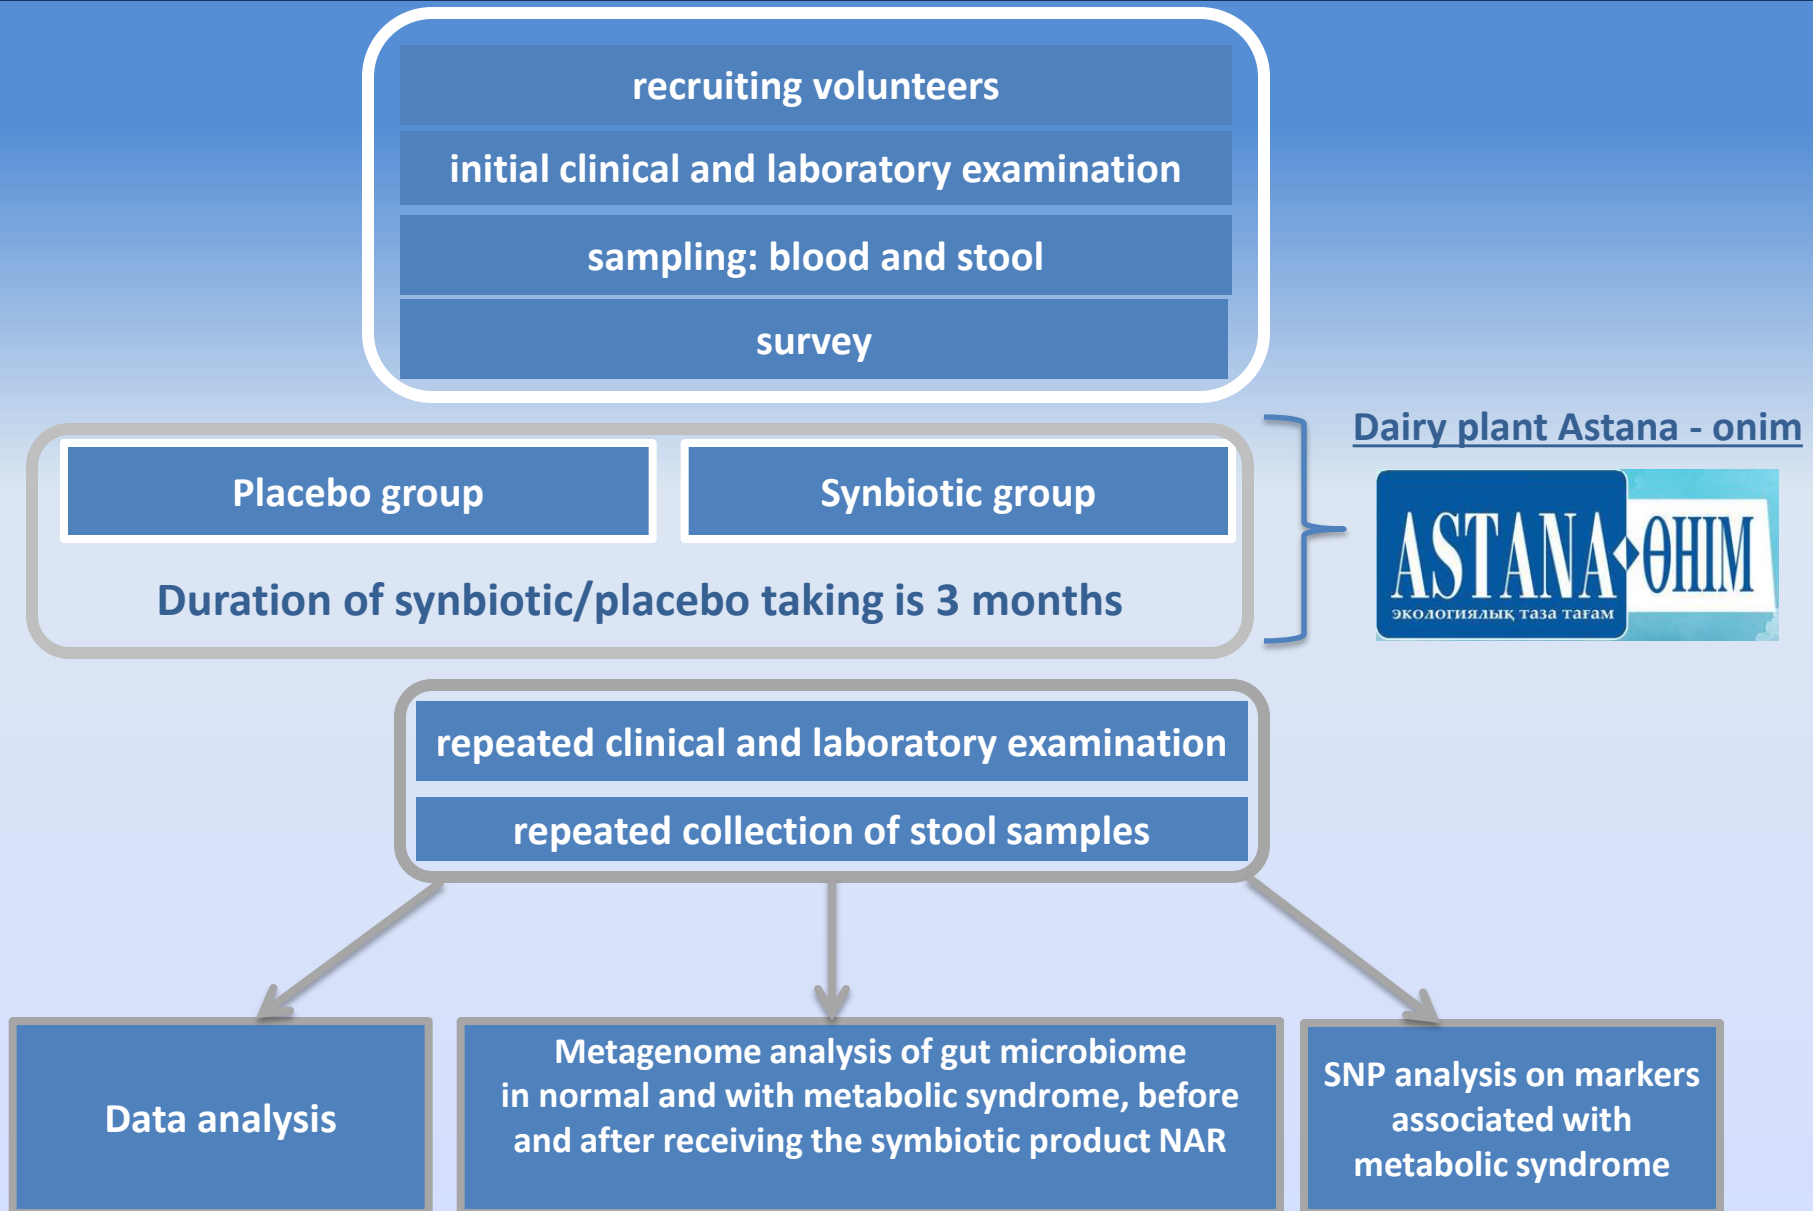 recruiting volunteers
initial clinical and laboratory examination
sampling: blood and stool
survey
Placebo group
Synbiotic group
Duration of synbiotic/placebo taking is 3 months
Dairy plant Astana - onim
ASTANA ӨНІМ
экологиялық таза тағам
repeated clinical and laboratory examination
repeated collection of stool samples
Data analysis
Metagenome analysis of gut microbiome
in normal and with metabolic syndrome, before
and after receiving the symbiotic product NAR
SNP analysis on markers
associated with
metabolic syndrome